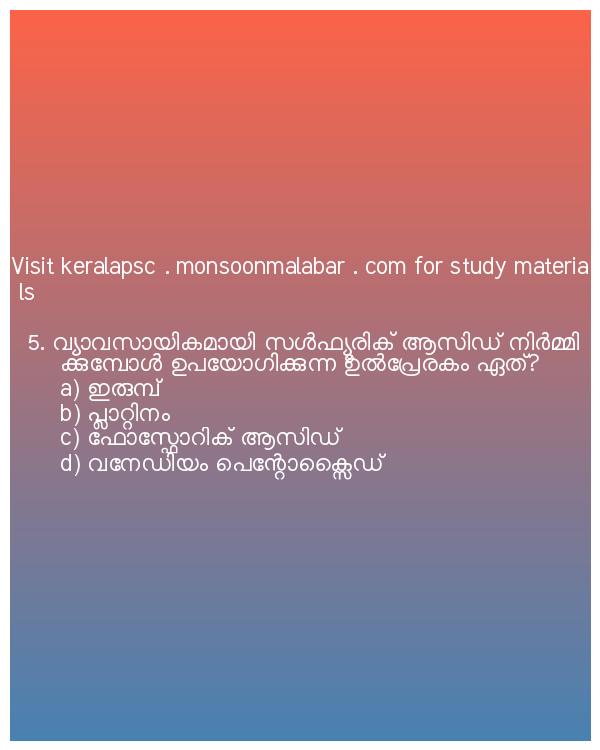 Visit keralapsc . monsoonmalabar . com for study materia
ls
5. വ്യാവസായികമായി സൾഫ്യൂരിക് ആസിഡ് നിർമ്മി
ക്കുമ്പോൾ ഉപയോഗിക്കുന്ന ഉൽപ്രേരകം ഏത്?
a) ഇരുമ്പ്
b) പ്ലാറ്റിനം
c) ഫോസ്ഫോറിക് ആസിഡ്
d) വനേഡിയം പെന്റോക്സൈഡ്